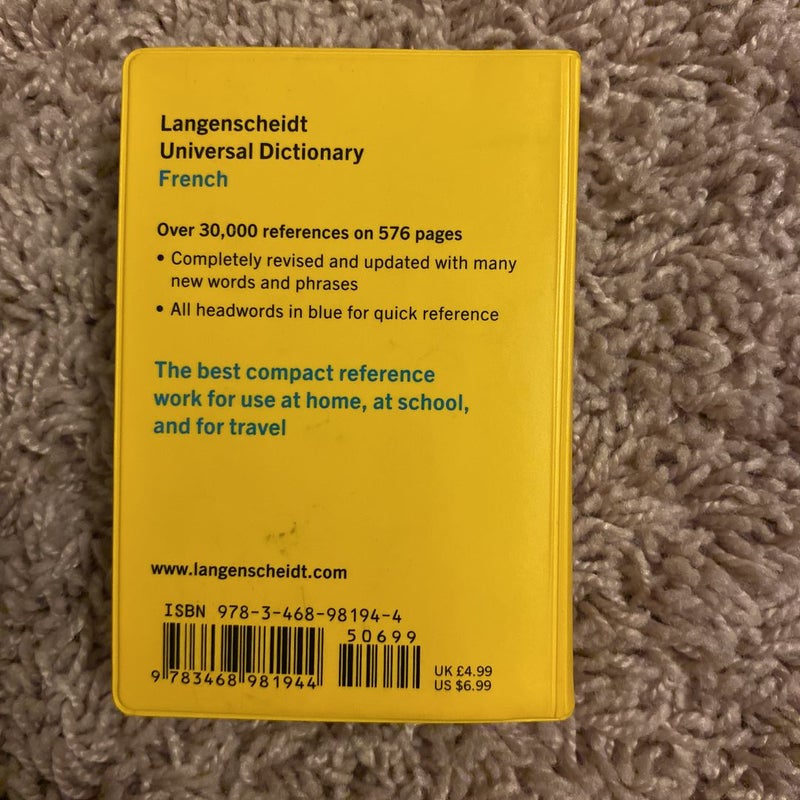 Langenscheidt
Universal Dictionary
French
Over 30,000 references on 576 pages
• Completely revised and updated with many
new words and phrases
• All headwords in blue for quick reference
The best compact reference
work for use at home, at school,
and for travel
www.langenscheidt.com
ISBN 978-3-468-98194-4
50699
9 783468 981944
UK £4.99
US $6.99